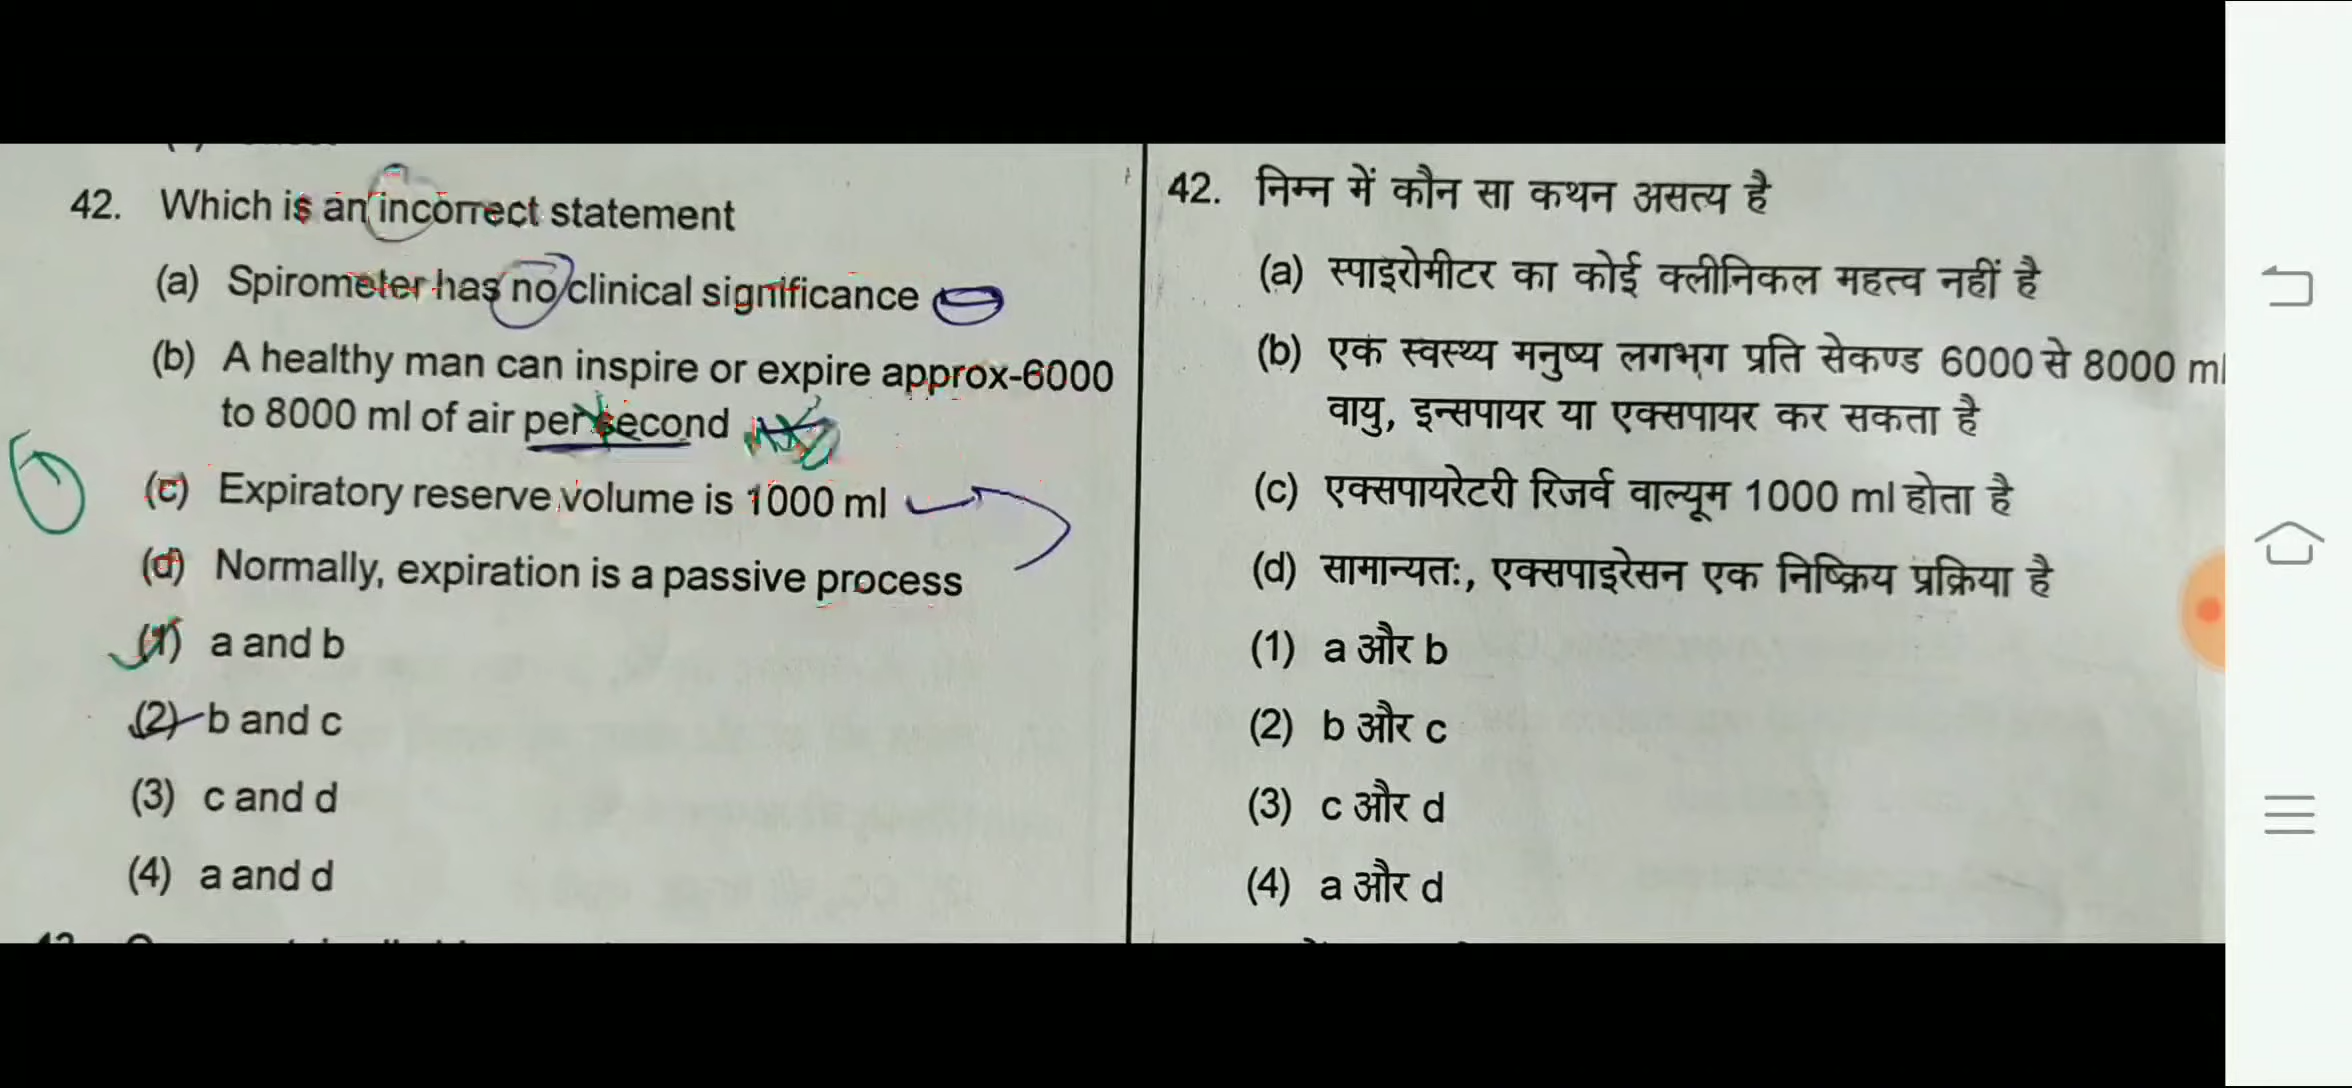 42. Which is an incorrect statement
(a) Spirometer has no clinical significance
(b) A healthy man can inspire or expire approx-6000
to 8000 ml of air per second
(c) Expiratory reserve volume is 1000 ml
(d) Normally, expiration is a passive process
(1) a and b
(2) b and c
(3) c and d
(4) a and d
42. निम्न में कौन सा कथन असत्य है
(a) स्पाइरोमीटर का कोई क्लीनिकल महत्व नहीं है
(b) एक स्वस्थ्य मनुष्य लगभग प्रति सेकण्ड 6000 से 8000 ml
वायु, इन्सपायर या एक्सपायर कर सकता है
(c) एक्सपायरेटरी रिजर्व वाल्यूम 1000 ml होता है
(d) सामान्यतः, एक्सपाइरेसन एक निष्क्रिय प्रक्रिया है
(1) a और b
(2) b और c
(3) c और d
(4) a और d